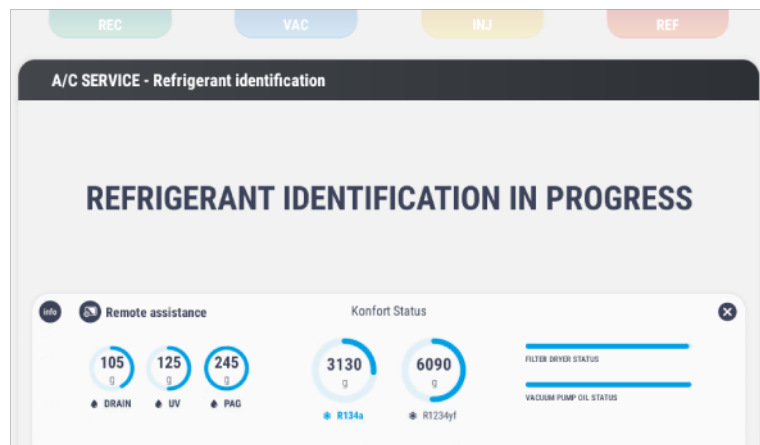 REC VAC INJ REF
A/C SERVICE - Refrigerant identification
REFRIGERANT IDENTIFICATION IN PROGRESS
info Remote assistance Konfort Status
105 125 245 3130 6090
g g g g g
FILTER DRYER STATUS
VACUUM PUMP OIL STATUS
DRAIN UV PAG
R134a R1234yf